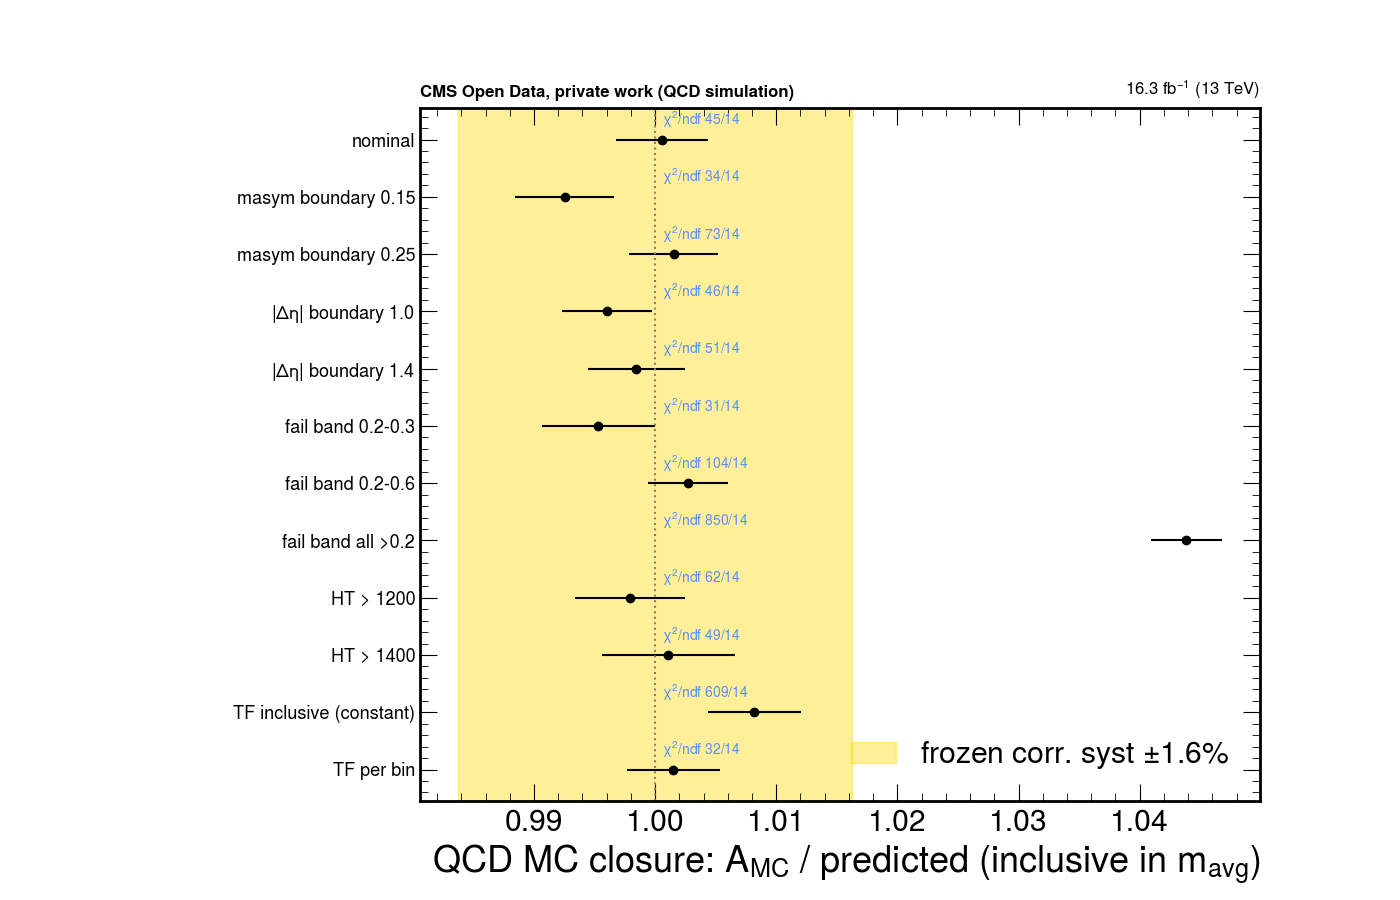 CMS Open Data, private work (QCD simulation)
16.3 fb⁻¹ (13 TeV)
χ²/ndf 45/14
nominal
χ²/ndf 34/14
masym boundary 0.15
χ²/ndf 73/14
masym boundary 0.25
χ²/ndf 46/14
|Δη| boundary 1.0
χ²/ndf 51/14
|Δη| boundary 1.4
χ²/ndf 31/14
fail band 0.2-0.3
χ²/ndf 104/14
fail band 0.2-0.6
χ²/ndf 850/14
fail band all >0.2
χ²/ndf 62/14
HT > 1200
χ²/ndf 49/14
HT > 1400
χ²/ndf 609/14
TF inclusive (constant)
χ²/ndf 32/14
TF per bin
frozen corr. syst ±1.6%
0.99 1.00 1.01 1.02 1.03 1.04
QCD MC closure: A_MC / predicted (inclusive in m_avg)